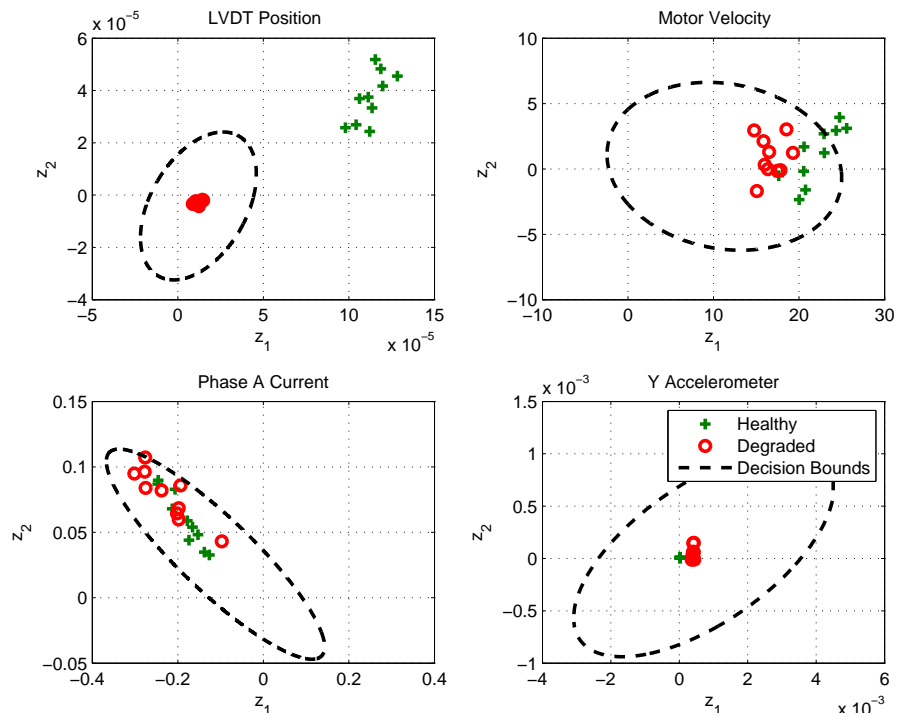 LVDT Position
x 10⁻⁵
6
4
2
0
−2
−4
z₂
−5
0
5
10
15
z₁
x 10⁻⁵
Motor Velocity
10
5
0
−5
−10
z₂
−10
0
10
20
30
z₁
Phase A Current
0.15
0.1
0.05
0
−0.05
z₂
−0.4
−0.2
0
0.2
0.4
z₁
Y Accelerometer
x 10⁻³
1.5
1
0.5
0
−0.5
−1
z₂
−4
−2
0
2
4
6
z₁
x 10⁻³
Healthy
Degraded
Decision Bounds